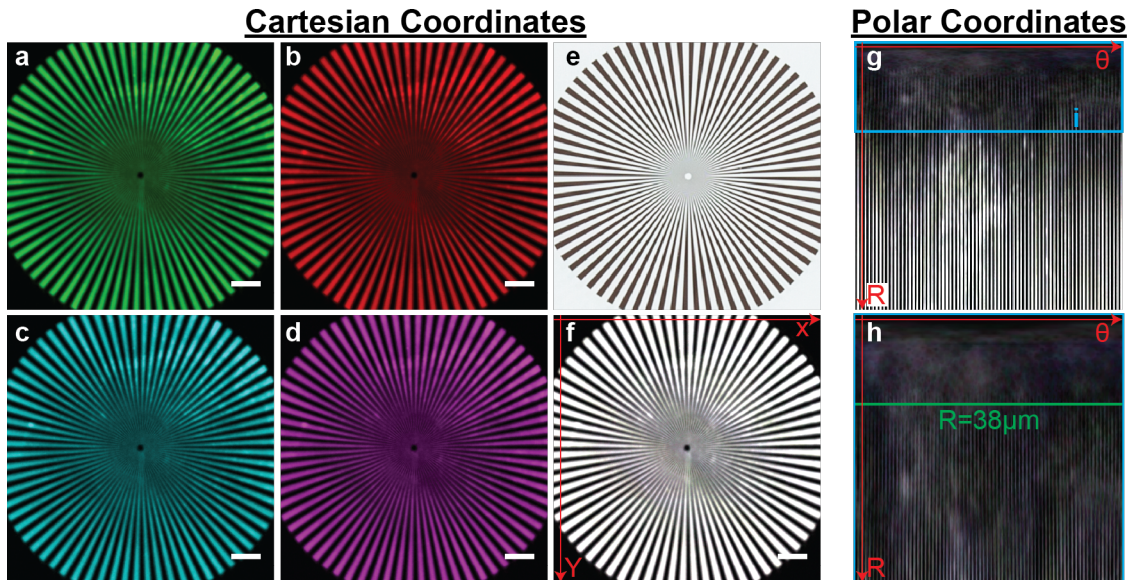 Cartesian Coordinates
Polar Coordinates
a
b
e
g
θ
i
R
c
d
f
x
Y
h
θ
R=38μm
R